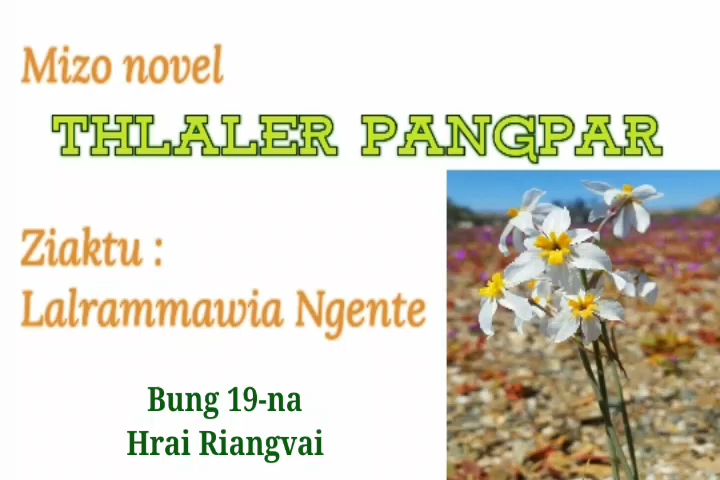 Mizo novel
THLALER PANGPAR
Ziaktu :
Lalrammawia Ngente
Bung 19-na
Hrai Riangvai